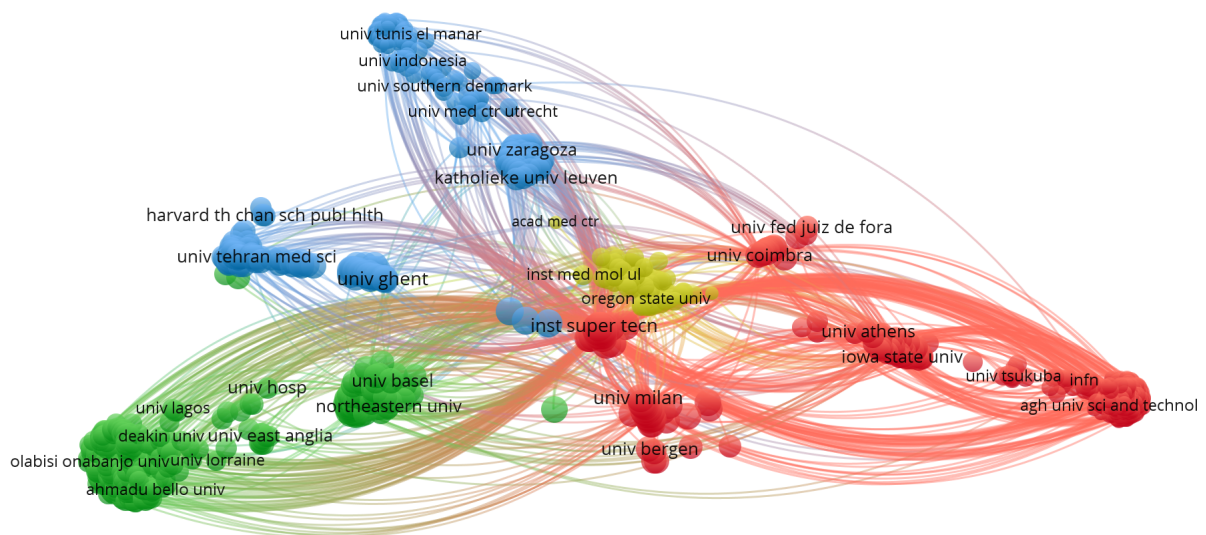 univ tunis el manar
univ indonesia
univ southern denmark
univ med ctr utrecht
univ zaragoza
katholieke univ leuven
harvard th chan sch publ hlth
acad med ctr
univ fed juiz de fora
univ tehran med sci
univ coimbra
univ ghent
inst med mol ul
oregon state univ
inst super tecn
univ athens
iowa state univ
univ tsukuba
infn
univ basel
univ hosp
univ milan
northeastern univ
agh univ sci and technol
univ lagos
deakin univ
univ east anglia
univ bergen
olabisi onabanjo univ
univ lorraine
ahmadu bello univ